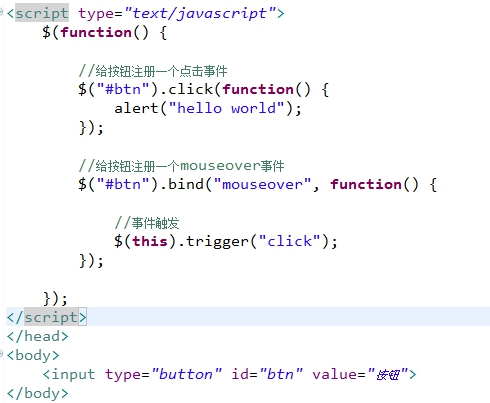 <script type="text/javascript">
$(function() {
//给按钮注册一个点击事件
$("#btn").click(function() {
alert("hello world");
});
//给按钮注册一个mouseover事件
$("#btn").bind("mouseover", function() {
//事件触发
$(this).trigger("click");
});
});
</script>
</head>
<body>
<input type="button" id="btn" value="按钮">
</body>